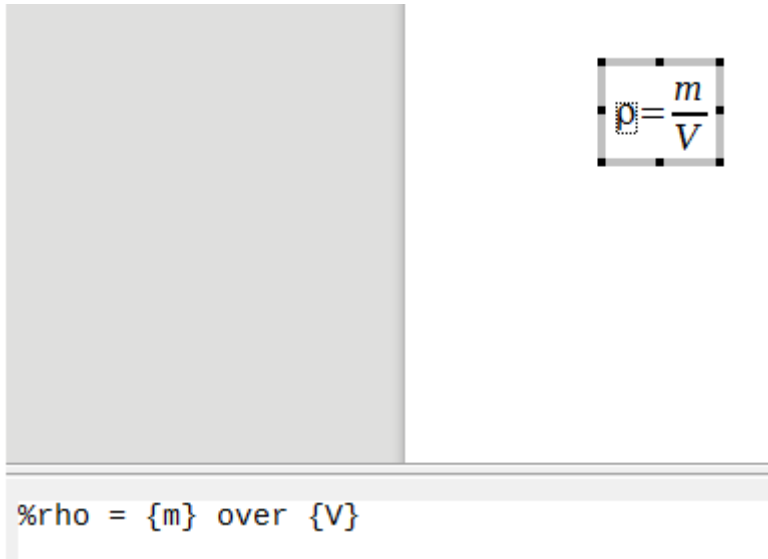 ρ = m/V
%rho = {m} over {V}